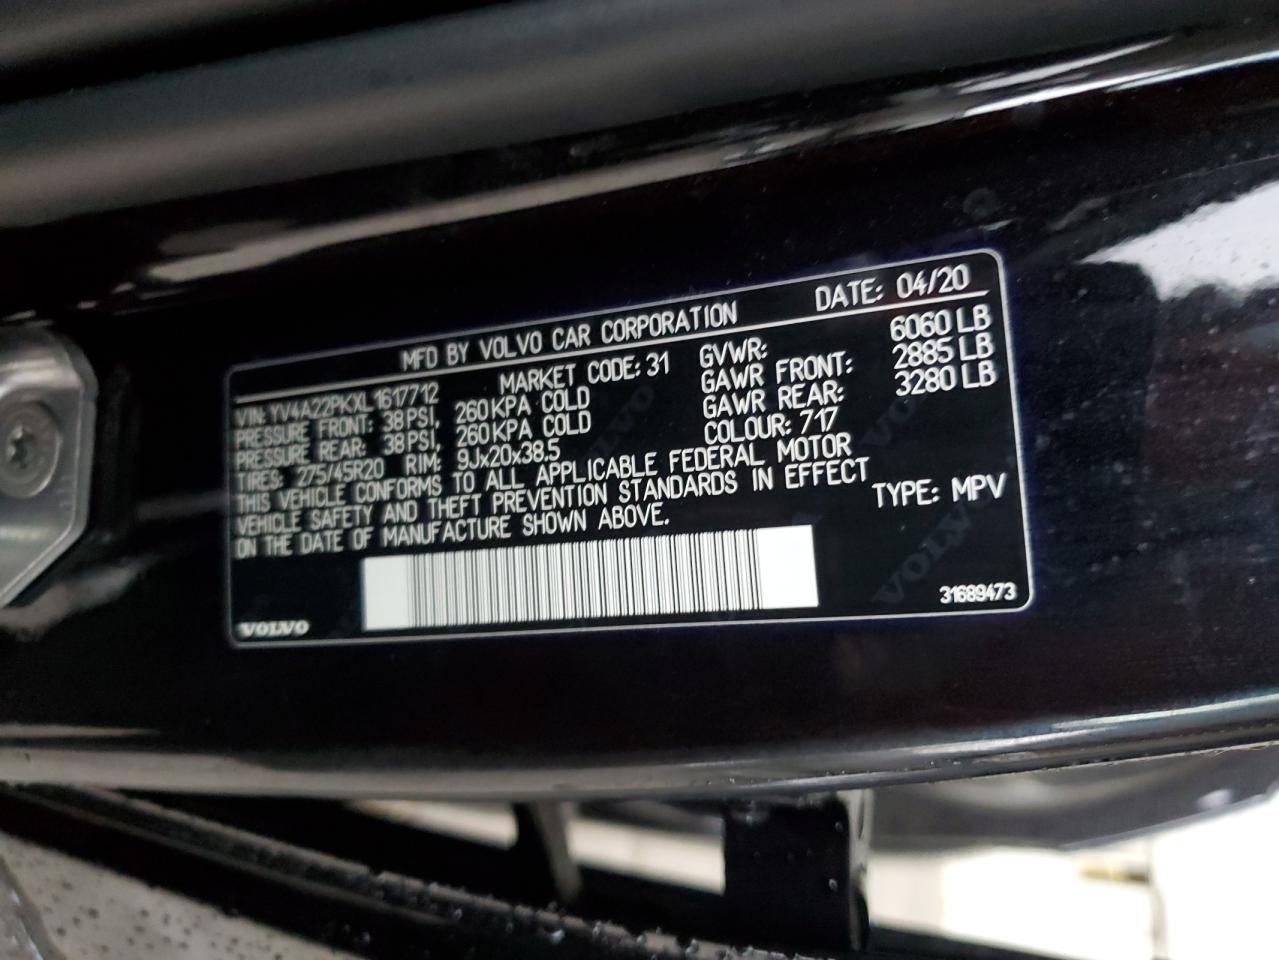 MFD BY VOLVO CAR CORPORATION DATE: 04/20
VIN: YV4A22PKXL1617712 MARKET CODE: 31 GVWR: 6060 LB
PRESSURE FRONT: 38 PSI, 260 KPA COLD GAWR FRONT: 2885 LB
PRESSURE REAR: 38 PSI, 260 KPA COLD GAWR REAR: 3280 LB
TIRES: 275/45R20 RIM: 9Jx20x38.5 COLOUR: 717
THIS VEHICLE CONFORMS TO ALL APPLICABLE FEDERAL MOTOR
VEHICLE SAFETY AND THEFT PREVENTION STANDARDS IN EFFECT
ON THE DATE OF MANUFACTURE SHOWN ABOVE. TYPE: MPV
VOLVO 31689473
VOLVO
VOLVO
VOLVO